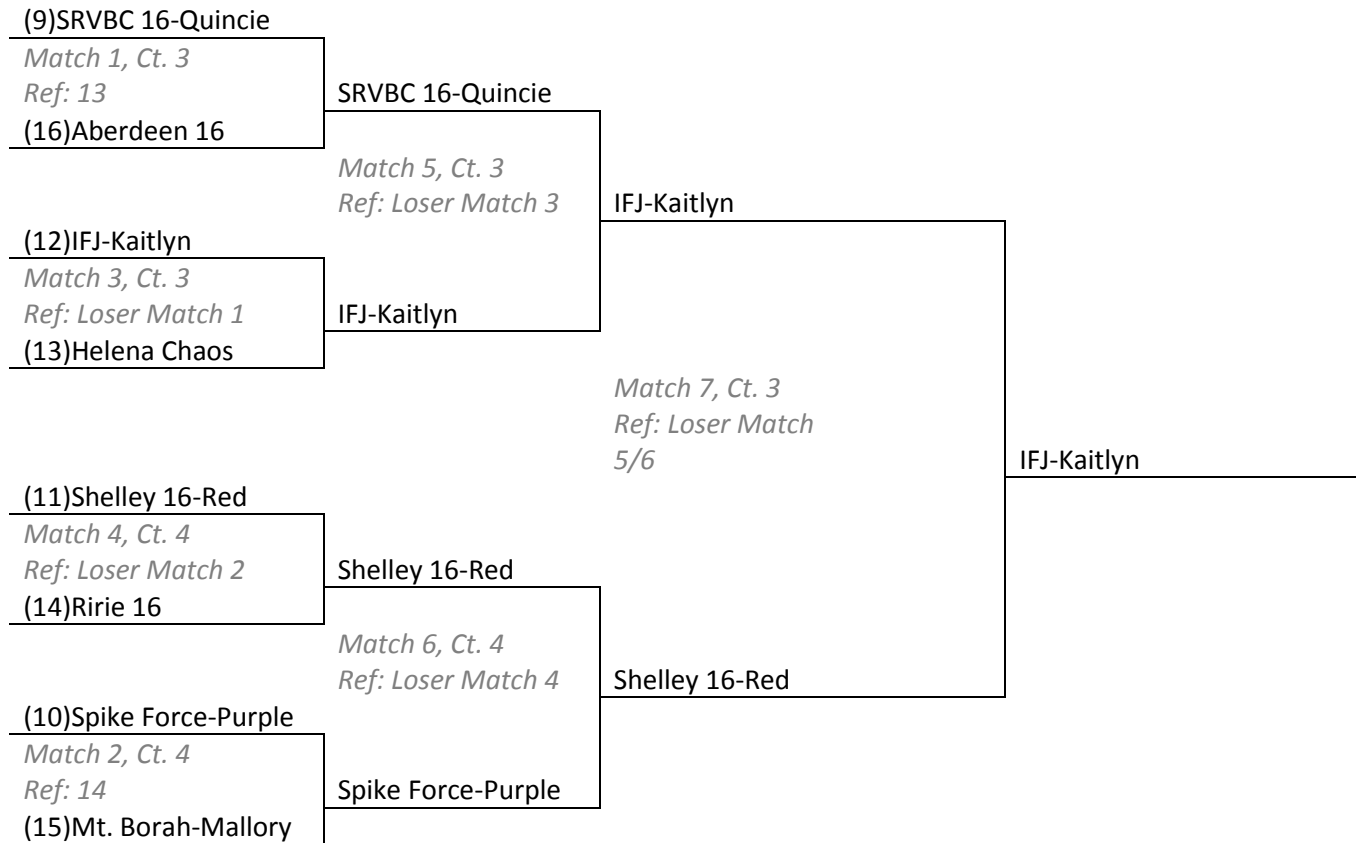 (9)SRVBC 16-Quincie
Match 1, Ct. 3
Ref: 13
(16)Aberdeen 16
SRVBC 16-Quincie
Match 5, Ct. 3
Ref: Loser Match 3
IFJ-Kaitlyn
(12)IFJ-Kaitlyn
Match 3, Ct. 3
Ref: Loser Match 1
(13)Helena Chaos
IFJ-Kaitlyn
Match 7, Ct. 3
Ref: Loser Match
5/6
IFJ-Kaitlyn
(11)Shelley 16-Red
Match 4, Ct. 4
Ref: Loser Match 2
(14)Ririe 16
Shelley 16-Red
Match 6, Ct. 4
Ref: Loser Match 4
Shelley 16-Red
(10)Spike Force-Purple
Match 2, Ct. 4
Ref: 14
(15)Mt. Borah-Mallory
Spike Force-Purple